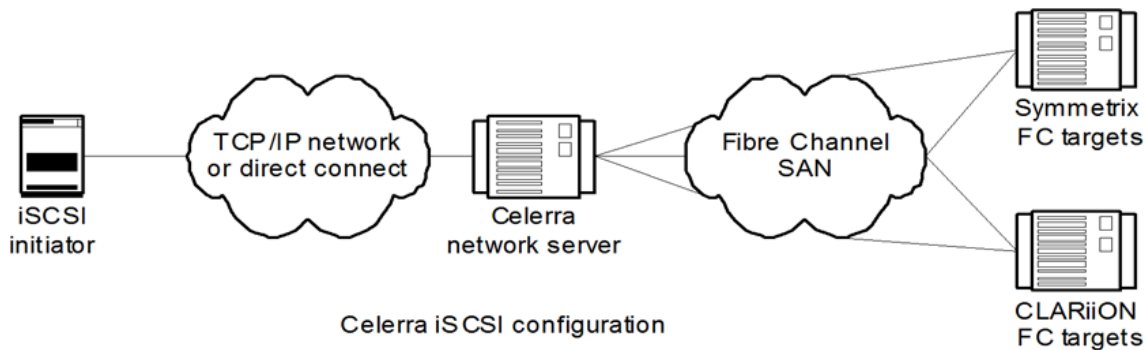 iSCSI
initiator
TCP/IP network
or direct connect
Celerra
network server
Fibre Channel
SAN
Symmetrix
FC targets
CLARiiON
FC targets
Celerra iSCSI configuration